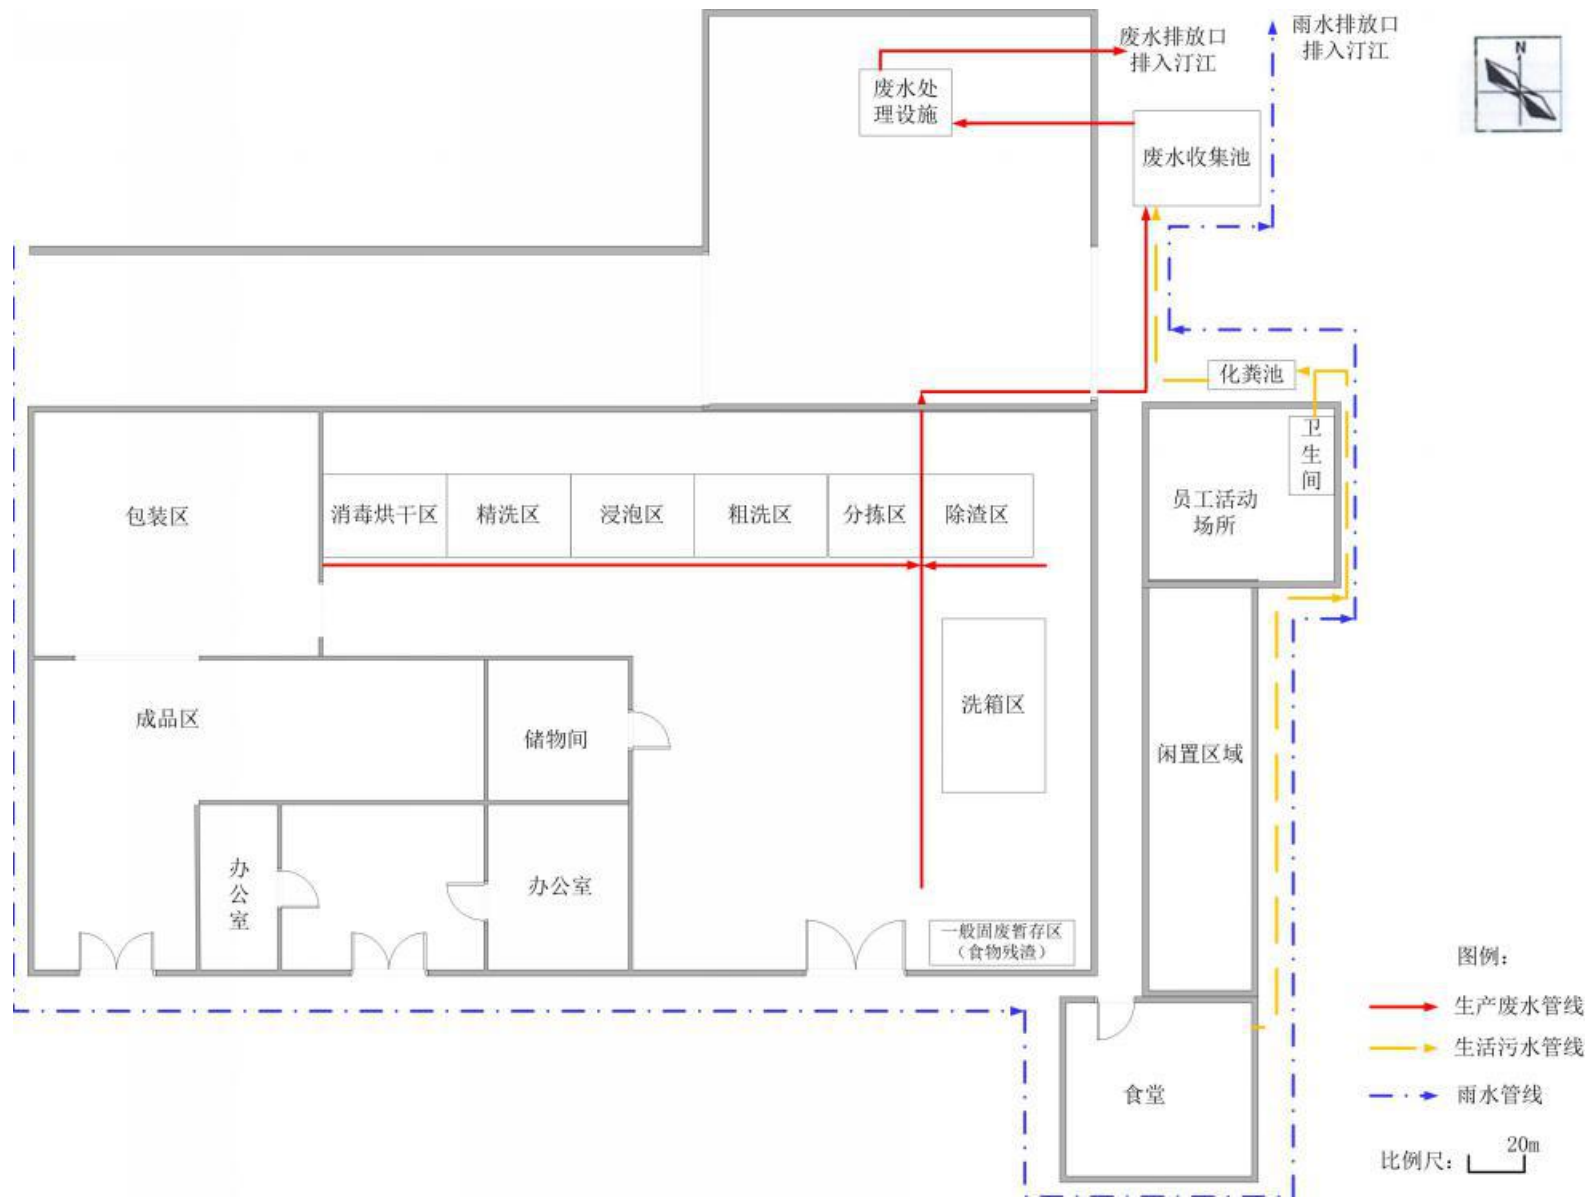 废水排放口
排入汀江
雨水排放口
排入汀江
N
废水处
理设施
废水收集池
化粪池
卫
生
间
员工活动
场所
包装区
消毒烘干区
精洗区
浸泡区
粗洗区
分拣区
除渣区
洗箱区
成品区
储物间
闲置区域
办
公
室
办公室
一般固废暂存区
（食物残渣）
食堂
图例：
生产废水管线
生活污水管线
雨水管线
比例尺：
20m